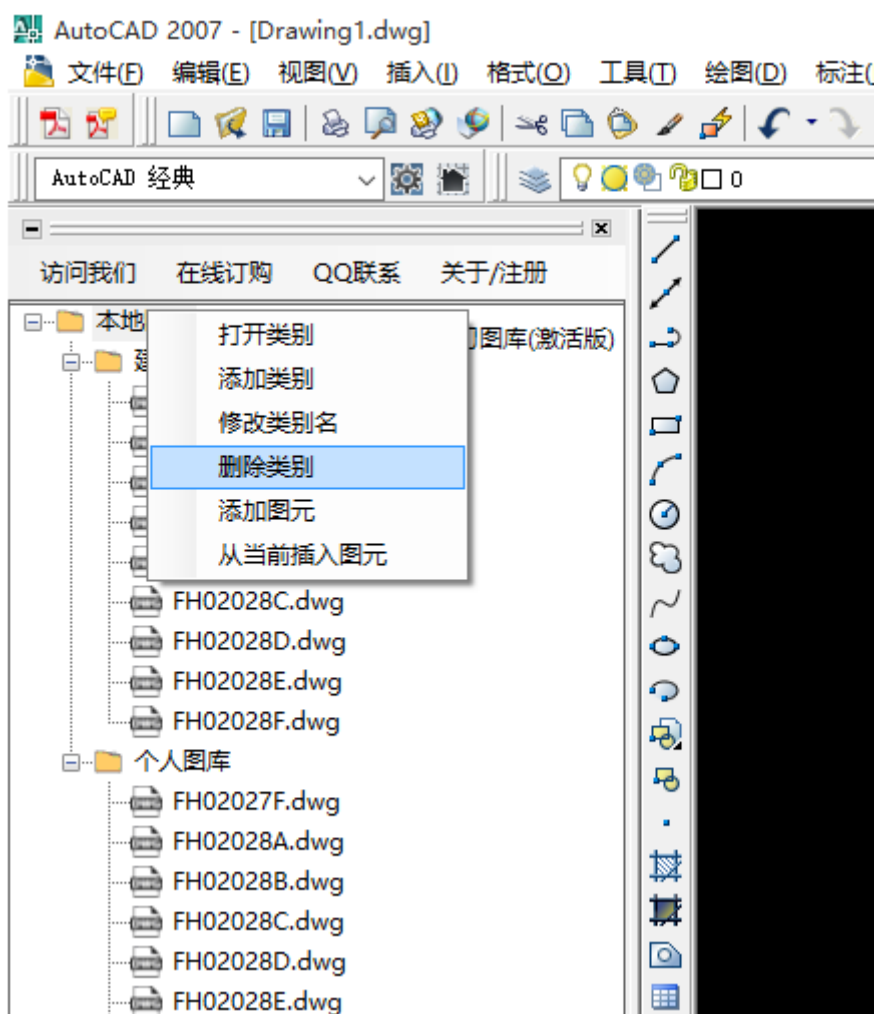 AutoCAD 2007 - [Drawing1.dwg]
文件(F) 编辑(E) 视图(V) 插入(I) 格式(O) 工具(T) 绘图(D) 标注(
AutoCAD 经典 0
访问我们 在线订购 QQ联系 关于/注册
本地 图库(激活版)
打开类别
添加类别
修改类别名
删除类别
添加图元
从当前插入图元
FH02028C.dwg
FH02028D.dwg
FH02028E.dwg
FH02028F.dwg
个人图库
FH02027F.dwg
FH02028A.dwg
FH02028B.dwg
FH02028C.dwg
FH02028D.dwg
FH02028E.dwg